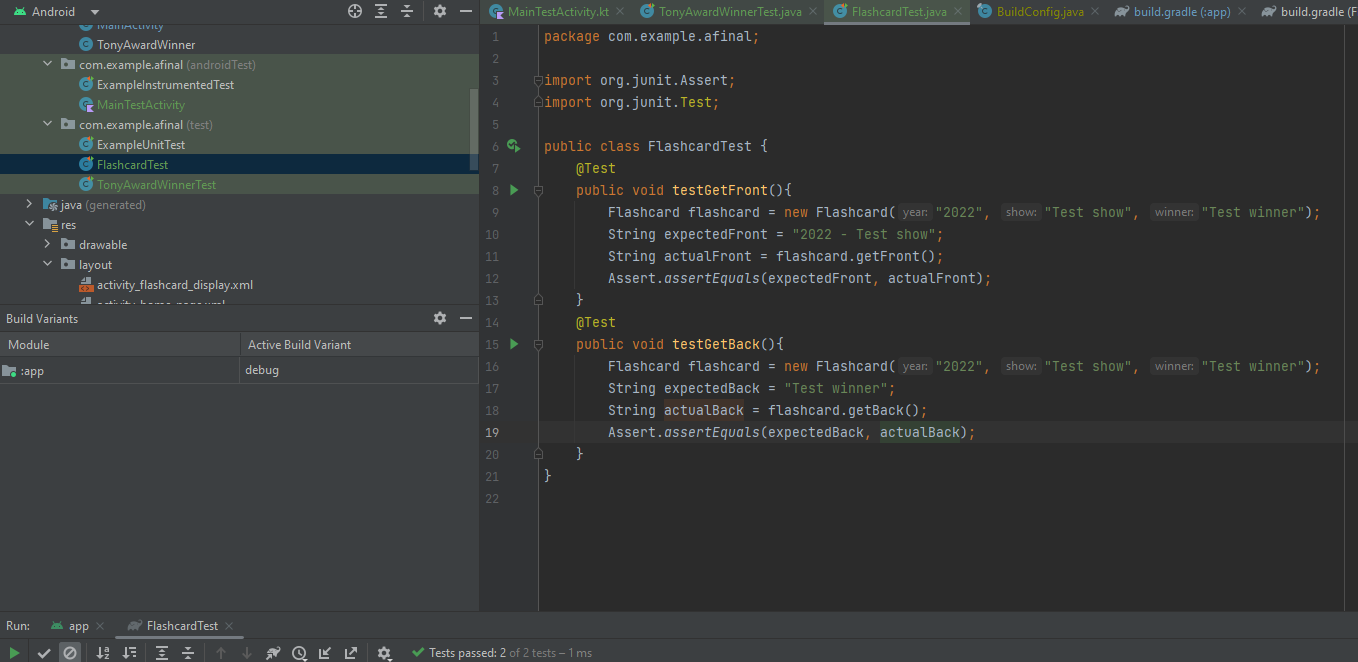 Android
MainTestActivity.kt
TonyAwardWinnerTest.java
FlashcardTest.java
BuildConfig.java
build.gradle (:app)
build.gradle (F
MainActivity
TonyAwardWinner
com.example.afinal (androidTest)
ExampleInstrumentedTest
MainTestActivity
com.example.afinal (test)
ExampleUnitTest
FlashcardTest
TonyAwardWinnerTest
java (generated)
res
drawable
layout
activity_flashcard_display.xml
activity_home_page.xml
Build Variants
Module
Active Build Variant
:app
debug
1 package com.example.afinal;
2
3 import org.junit.Assert;
4 import org.junit.Test;
5
6 public class FlashcardTest {
7 @Test
8 public void testGetFront(){
9 Flashcard flashcard = new Flashcard( year: "2022", show: "Test show", winner: "Test winner");
10 String expectedFront = "2022 - Test show";
11 String actualFront = flashcard.getFront();
12 Assert.assertEquals(expectedFront, actualFront);
13 }
14 @Test
15 public void testGetBack(){
16 Flashcard flashcard = new Flashcard( year: "2022", show: "Test show", winner: "Test winner");
17 String expectedBack = "Test winner";
18 String actualBack = flashcard.getBack();
19 Assert.assertEquals(expectedBack, actualBack);
20 }
21 }
22
Run:
app
FlashcardTest
Tests passed: 2 of 2 tests – 1 ms